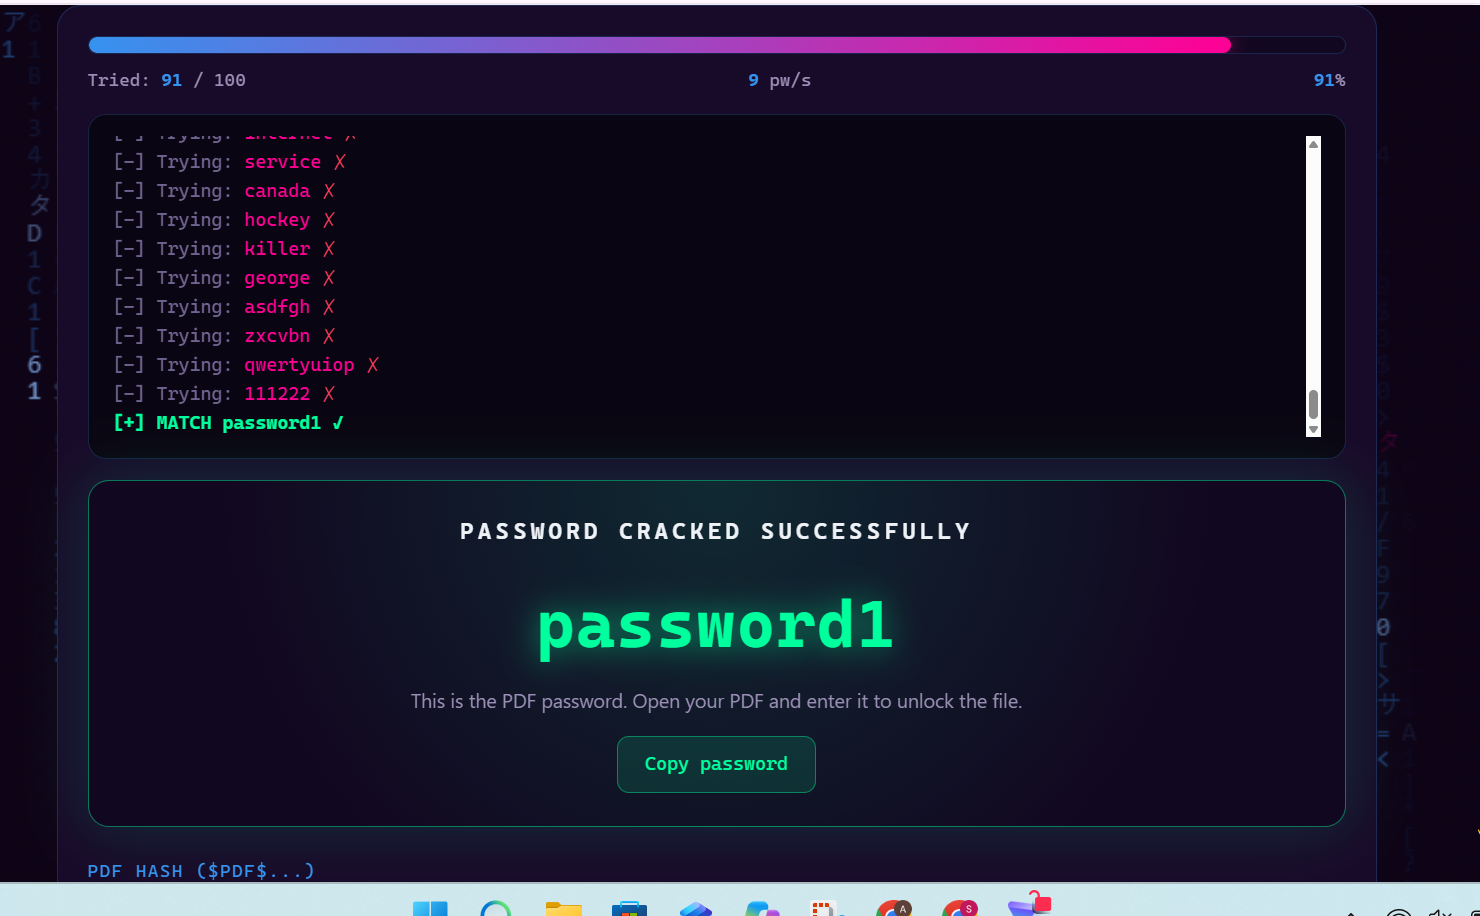 Tried: 91 / 100
9 pw/s
91%
[-] Trying: internet ✗
[-] Trying: service ✗
[-] Trying: canada ✗
[-] Trying: hockey ✗
[-] Trying: killer ✗
[-] Trying: george ✗
[-] Trying: asdfgh ✗
[-] Trying: zxcvbn ✗
[-] Trying: qwertyuiop ✗
[-] Trying: 111222 ✗
[+] MATCH password1 ✓
PASSWORD CRACKED SUCCESSFULLY
password1
This is the PDF password. Open your PDF and enter it to unlock the file.
Copy password
PDF HASH ($PDF$...)